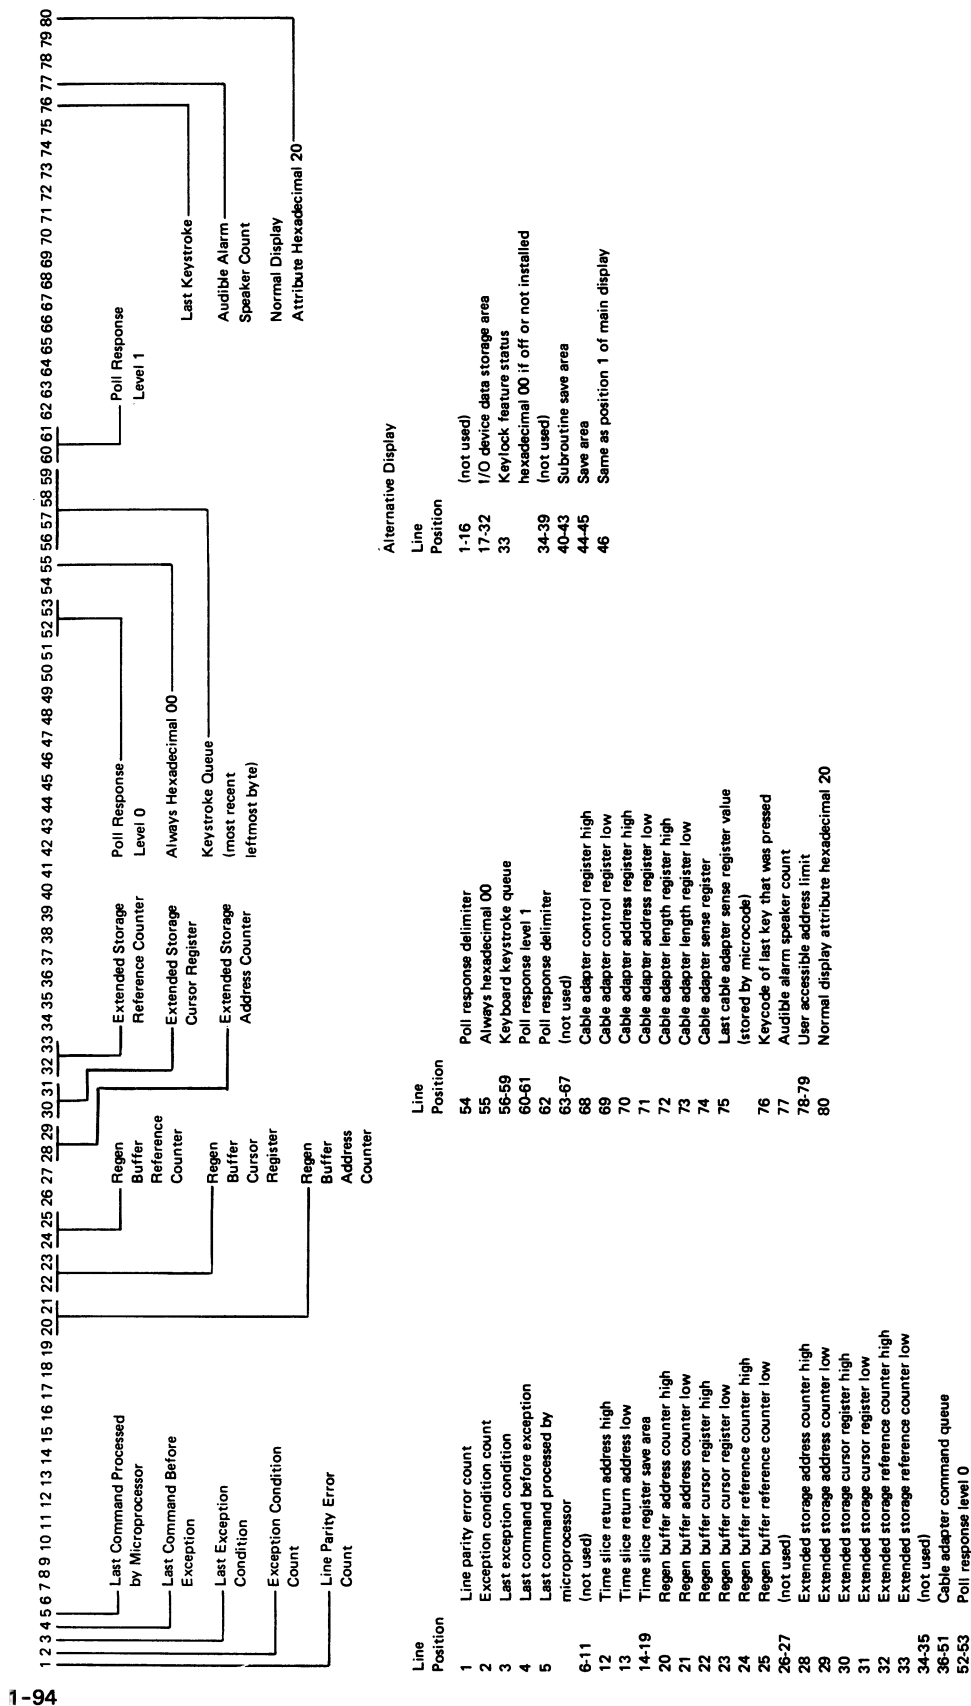 1 2 3 4 5 6 7 8 9 10 11 12 13 14 15 16 17 18 19 20 21 22 23 24 25 26 27 28 29 30 31 32 33 34 35 36 37 38 39 40 41 42 43 44 45 46 47 48 49 50 51 52 53 54 55 56 57 58 59 60 61 62 63 64 65 66 67 68 69 70 71 72 73 74 75 76 77 78 79 80
Last Command Processed
by Microprocessor
Last Command Before
Exception
Last Exception
Condition
Exception Condition
Count
Line Parity Error
Count
Regen
Buffer
Reference
Counter
Regen
Buffer
Cursor
Register
Regen
Buffer
Address
Counter
Extended Storage
Reference Counter
Extended Storage
Cursor Register
Extended Storage
Address Counter
Poll Response
Level 0
Always Hexadecimal 00
Keystroke Queue
(most recent
leftmost byte)
Poll Response
Level 1
Last Keystroke
Audible Alarm
Speaker Count
Normal Display
Attribute Hexadecimal 20
Line
Position
1 Line parity error count
2 Exception condition count
3 Last exception condition
4 Last command before exception
5 Last command processed by
microprocessor
6-11 (not used)
12 Time slice return address high
13 Time slice return address low
14-19 Time slice register save area
20 Regen buffer address counter high
21 Regen buffer address counter low
22 Regen buffer cursor register high
23 Regen buffer cursor register low
24 Regen buffer reference counter high
25 Regen buffer reference counter low
26-27 (not used)
28 Extended storage address counter high
29 Extended storage address counter low
30 Extended storage cursor register high
31 Extended storage cursor register low
32 Extended storage reference counter high
33 Extended storage reference counter low
34-35 (not used)
36-51 Cable adapter command queue
52-53 Poll response level 0
Line
Position
54 Poll response delimiter
55 Always hexadecimal 00
56-59 Keyboard keystroke queue
60-61 Poll response level 1
62 Poll response delimiter
63-67 (not used)
68 Cable adapter control register high
69 Cable adapter control register low
70 Cable adapter address register high
71 Cable adapter address register low
72 Cable adapter length register high
73 Cable adapter length register low
74 Cable adapter sense register
75 Last cable adapter sense register value
(stored by microcode)
76 Keycode of last key that was pressed
77 Audible alarm speaker count
78-79 User accessible address limit
80 Normal display attribute hexadecimal 20
Alternative Display
Line
Position
1-16 (not used)
17-32 I/O device data storage area
33 Keylock feature status
hexadecimal 00 if off or not installed
34-39 (not used)
40-43 Subroutine save area
44-45 Save area
46 Same as position 1 of main display
1-94